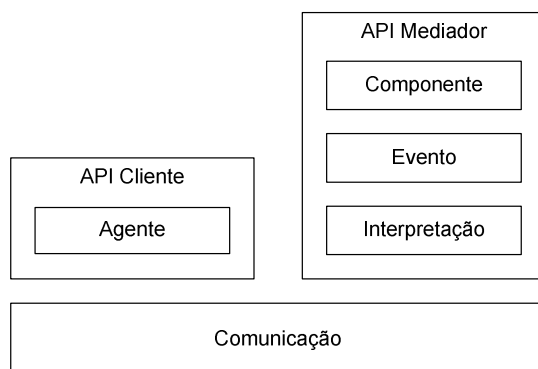 API Mediador
Componente
Evento
Interpretação
API Cliente
Agente
Comunicação